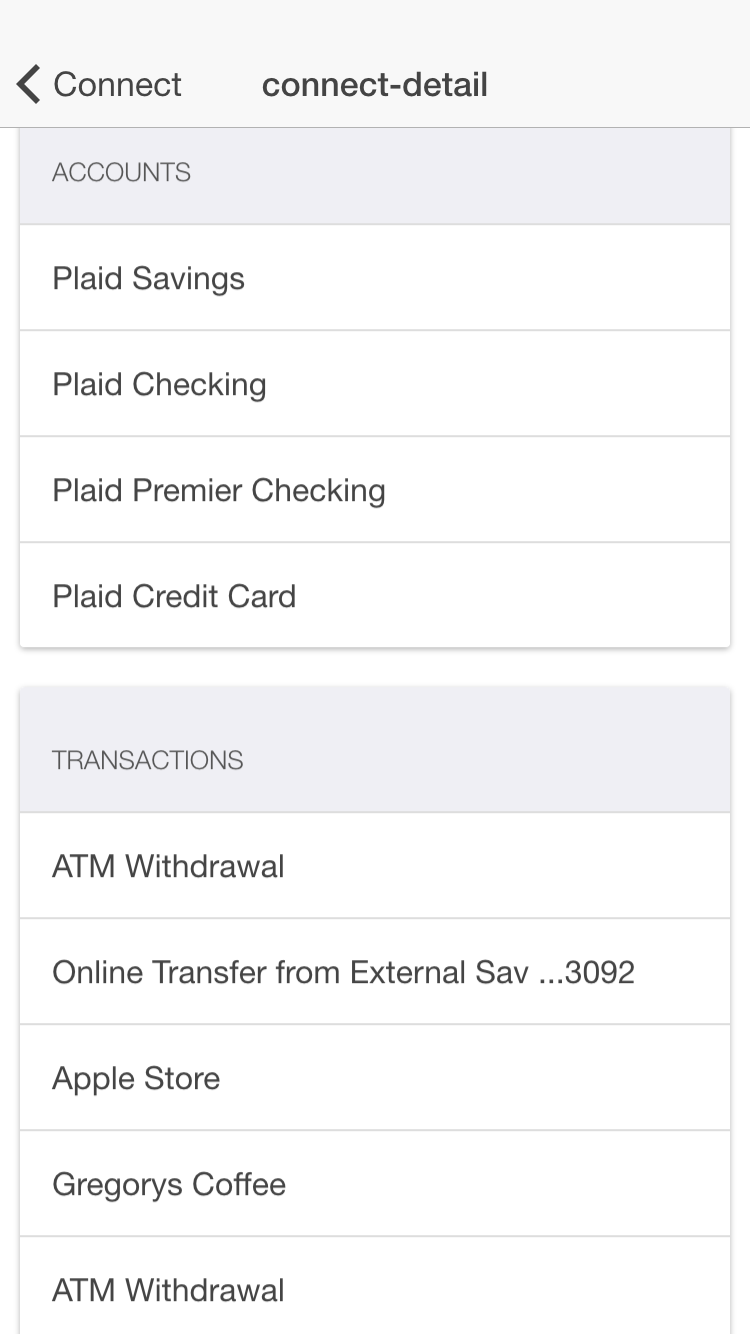 Connect connect-detail
ACCOUNTS
Plaid Savings
Plaid Checking
Plaid Premier Checking
Plaid Credit Card
TRANSACTIONS
ATM Withdrawal
Online Transfer from External Sav ...3092
Apple Store
Gregorys Coffee
ATM Withdrawal